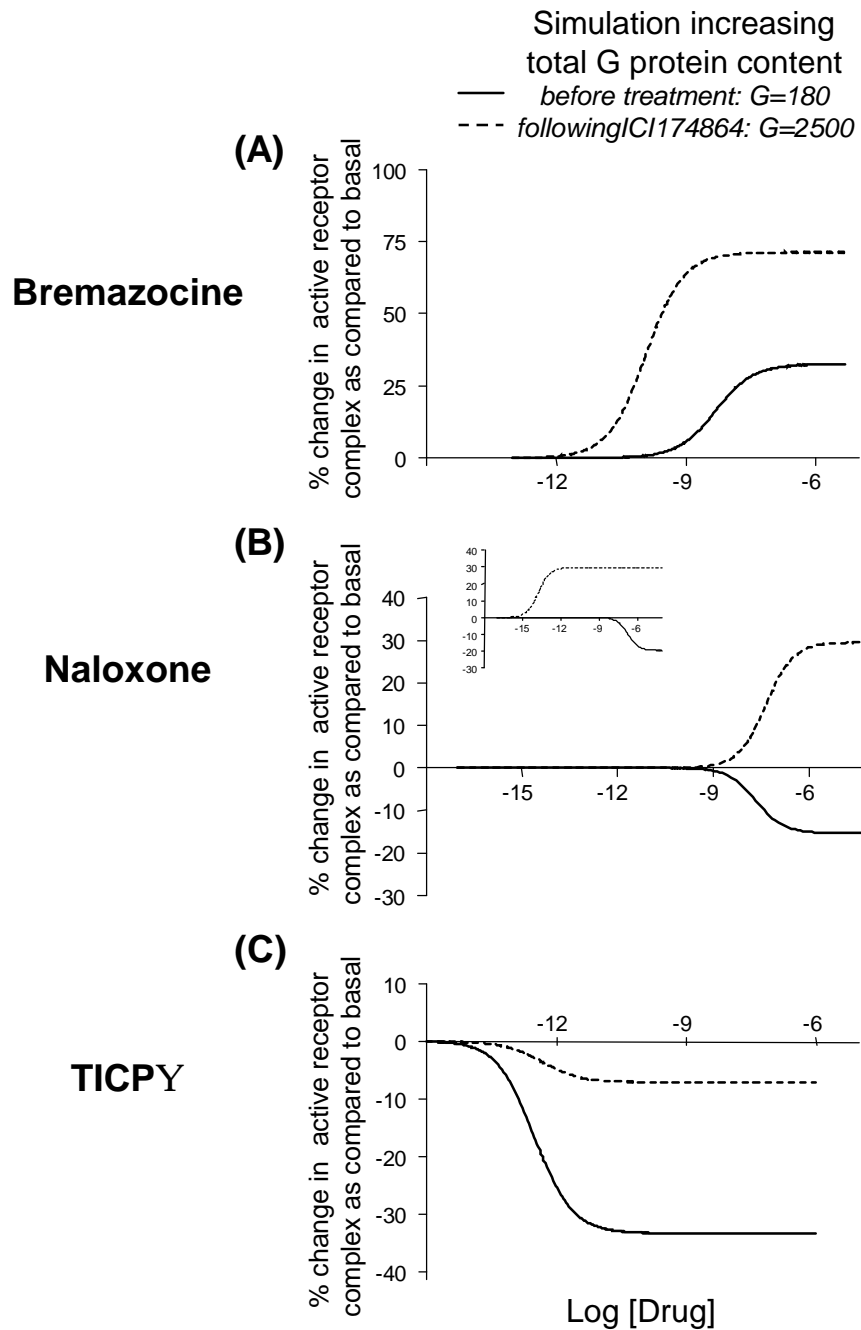 Simulation increasing
total G protein content
before treatment: G=180
followingICI174864: G=2500
(A)
Bremazocine
% change in active receptor
complex as compared to basal
100
75
50
25
0
-12
-9
-6
(B)
Naloxone
% change in active receptor
complex as compared to basal
40
30
20
10
0
-10
-20
-30
-15
-12
-9
-6
40
30
20
10
0
-10
-20
-30
-15
-12
-9
-6
(C)
TICPΥ
% change in active receptor
complex as compared to basal
10
0
-10
-20
-30
-40
-12
-9
-6
Log [Drug]